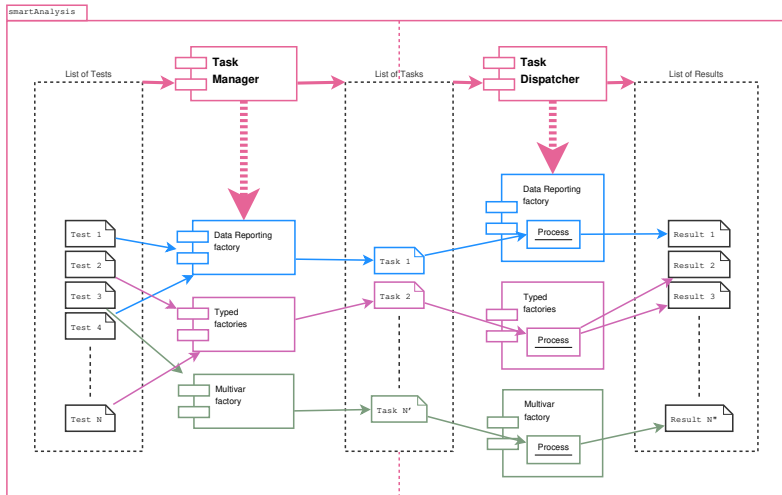 smartAnalysis
List of Tests
Task
Manager
List of Tasks
Task
Dispatcher
List of Results
Test 1
Test 2
Test 3
Test 4
Test N
Data Reporting
factory
Typed
factories
Multivar
factory
Task 1
Task 2
Task N’
Data Reporting
factory
Process
Typed
factories
Process
Multivar
factory
Process
Result 1
Result 2
Result 3
Result N"